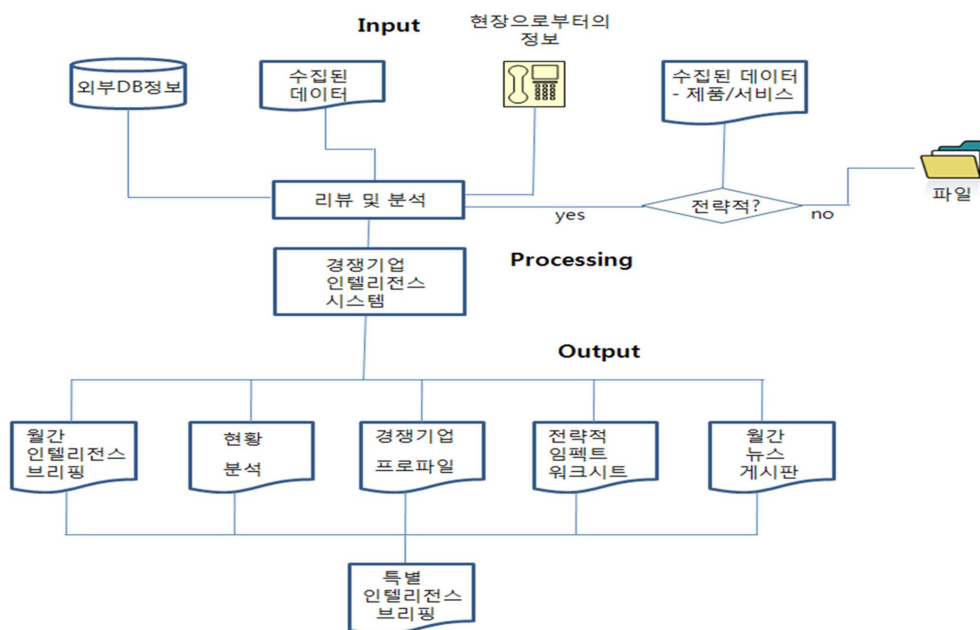 Input
현장으로부터의
정보
외부DB정보
수집된
데이터
수집된 데이터
- 제품/서비스
파일
리뷰 및 분석
yes
전략적?
no
Processing
경쟁기업
인텔리전스
시스템
Output
월간
인텔리전스
브리핑
현황
분석
경쟁기업
프로파일
전략적
임펙트
워크시트
월간
뉴스
게시판
특별
인텔리전스
브리핑